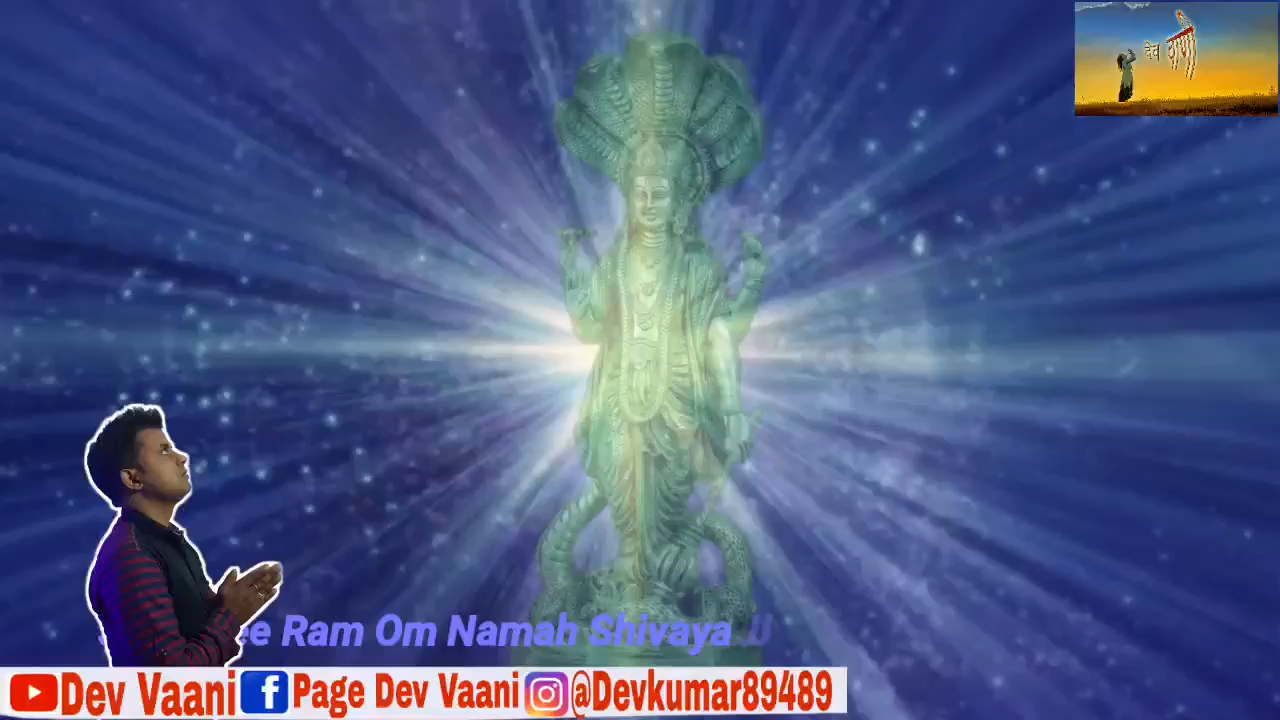 देव वाणी
Ram Om Namah Shivaya
Dev Vaani Page Dev Vaani @Devkumar89489